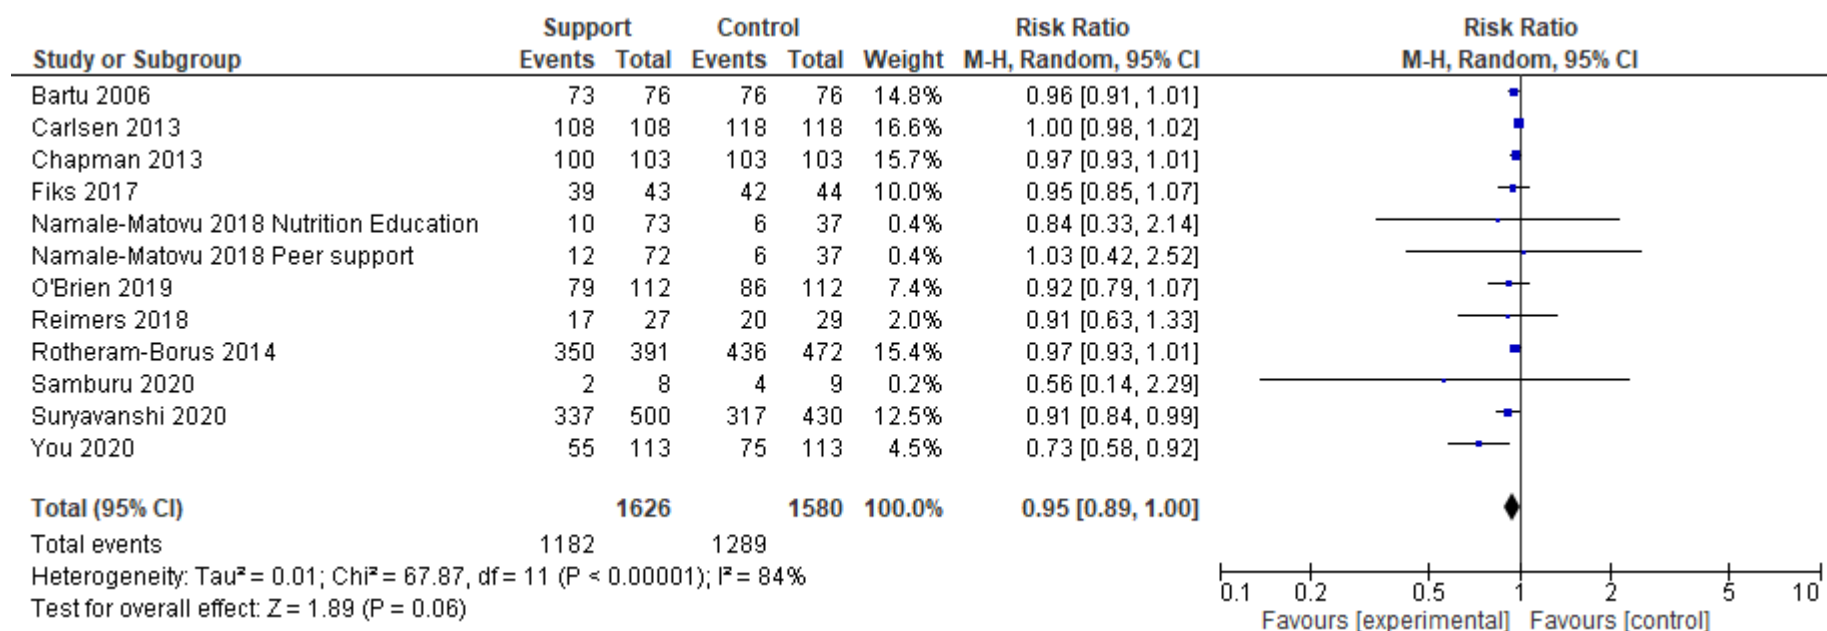 Support Control Risk Ratio Risk Ratio
Study or Subgroup Events Total Events Total Weight M-H, Random, 95% CI M-H, Random, 95% CI
Bartu 2006 73 76 76 76 14.8% 0.96 [0.91, 1.01]
Carlsen 2013 108 108 118 118 16.6% 1.00 [0.98, 1.02]
Chapman 2013 100 103 103 103 15.7% 0.97 [0.93, 1.01]
Fiks 2017 39 43 42 44 10.0% 0.95 [0.85, 1.07]
Namale-Matovu 2018 Nutrition Education 10 73 6 37 0.4% 0.84 [0.33, 2.14]
Namale-Matovu 2018 Peer support 12 72 6 37 0.4% 1.03 [0.42, 2.52]
O'Brien 2019 79 112 86 112 7.4% 0.92 [0.79, 1.07]
Reimers 2018 17 27 20 29 2.0% 0.91 [0.63, 1.33]
Rotheram-Borus 2014 350 391 436 472 15.4% 0.97 [0.93, 1.01]
Samburu 2020 2 8 4 9 0.2% 0.56 [0.14, 2.29]
Suryavanshi 2020 337 500 317 430 12.5% 0.91 [0.84, 0.99]
You 2020 55 113 75 113 4.5% 0.73 [0.58, 0.92]
Total (95% CI) 1626 1580 100.0% 0.95 [0.89, 1.00]
Total events 1182 1289
Heterogeneity: Tau² = 0.01; Chi² = 67.87, df = 11 (P < 0.00001); I² = 84%
Test for overall effect: Z = 1.89 (P = 0.06)
0.1 0.2 0.5 1 2 5 10
Favours [experimental] Favours [control]